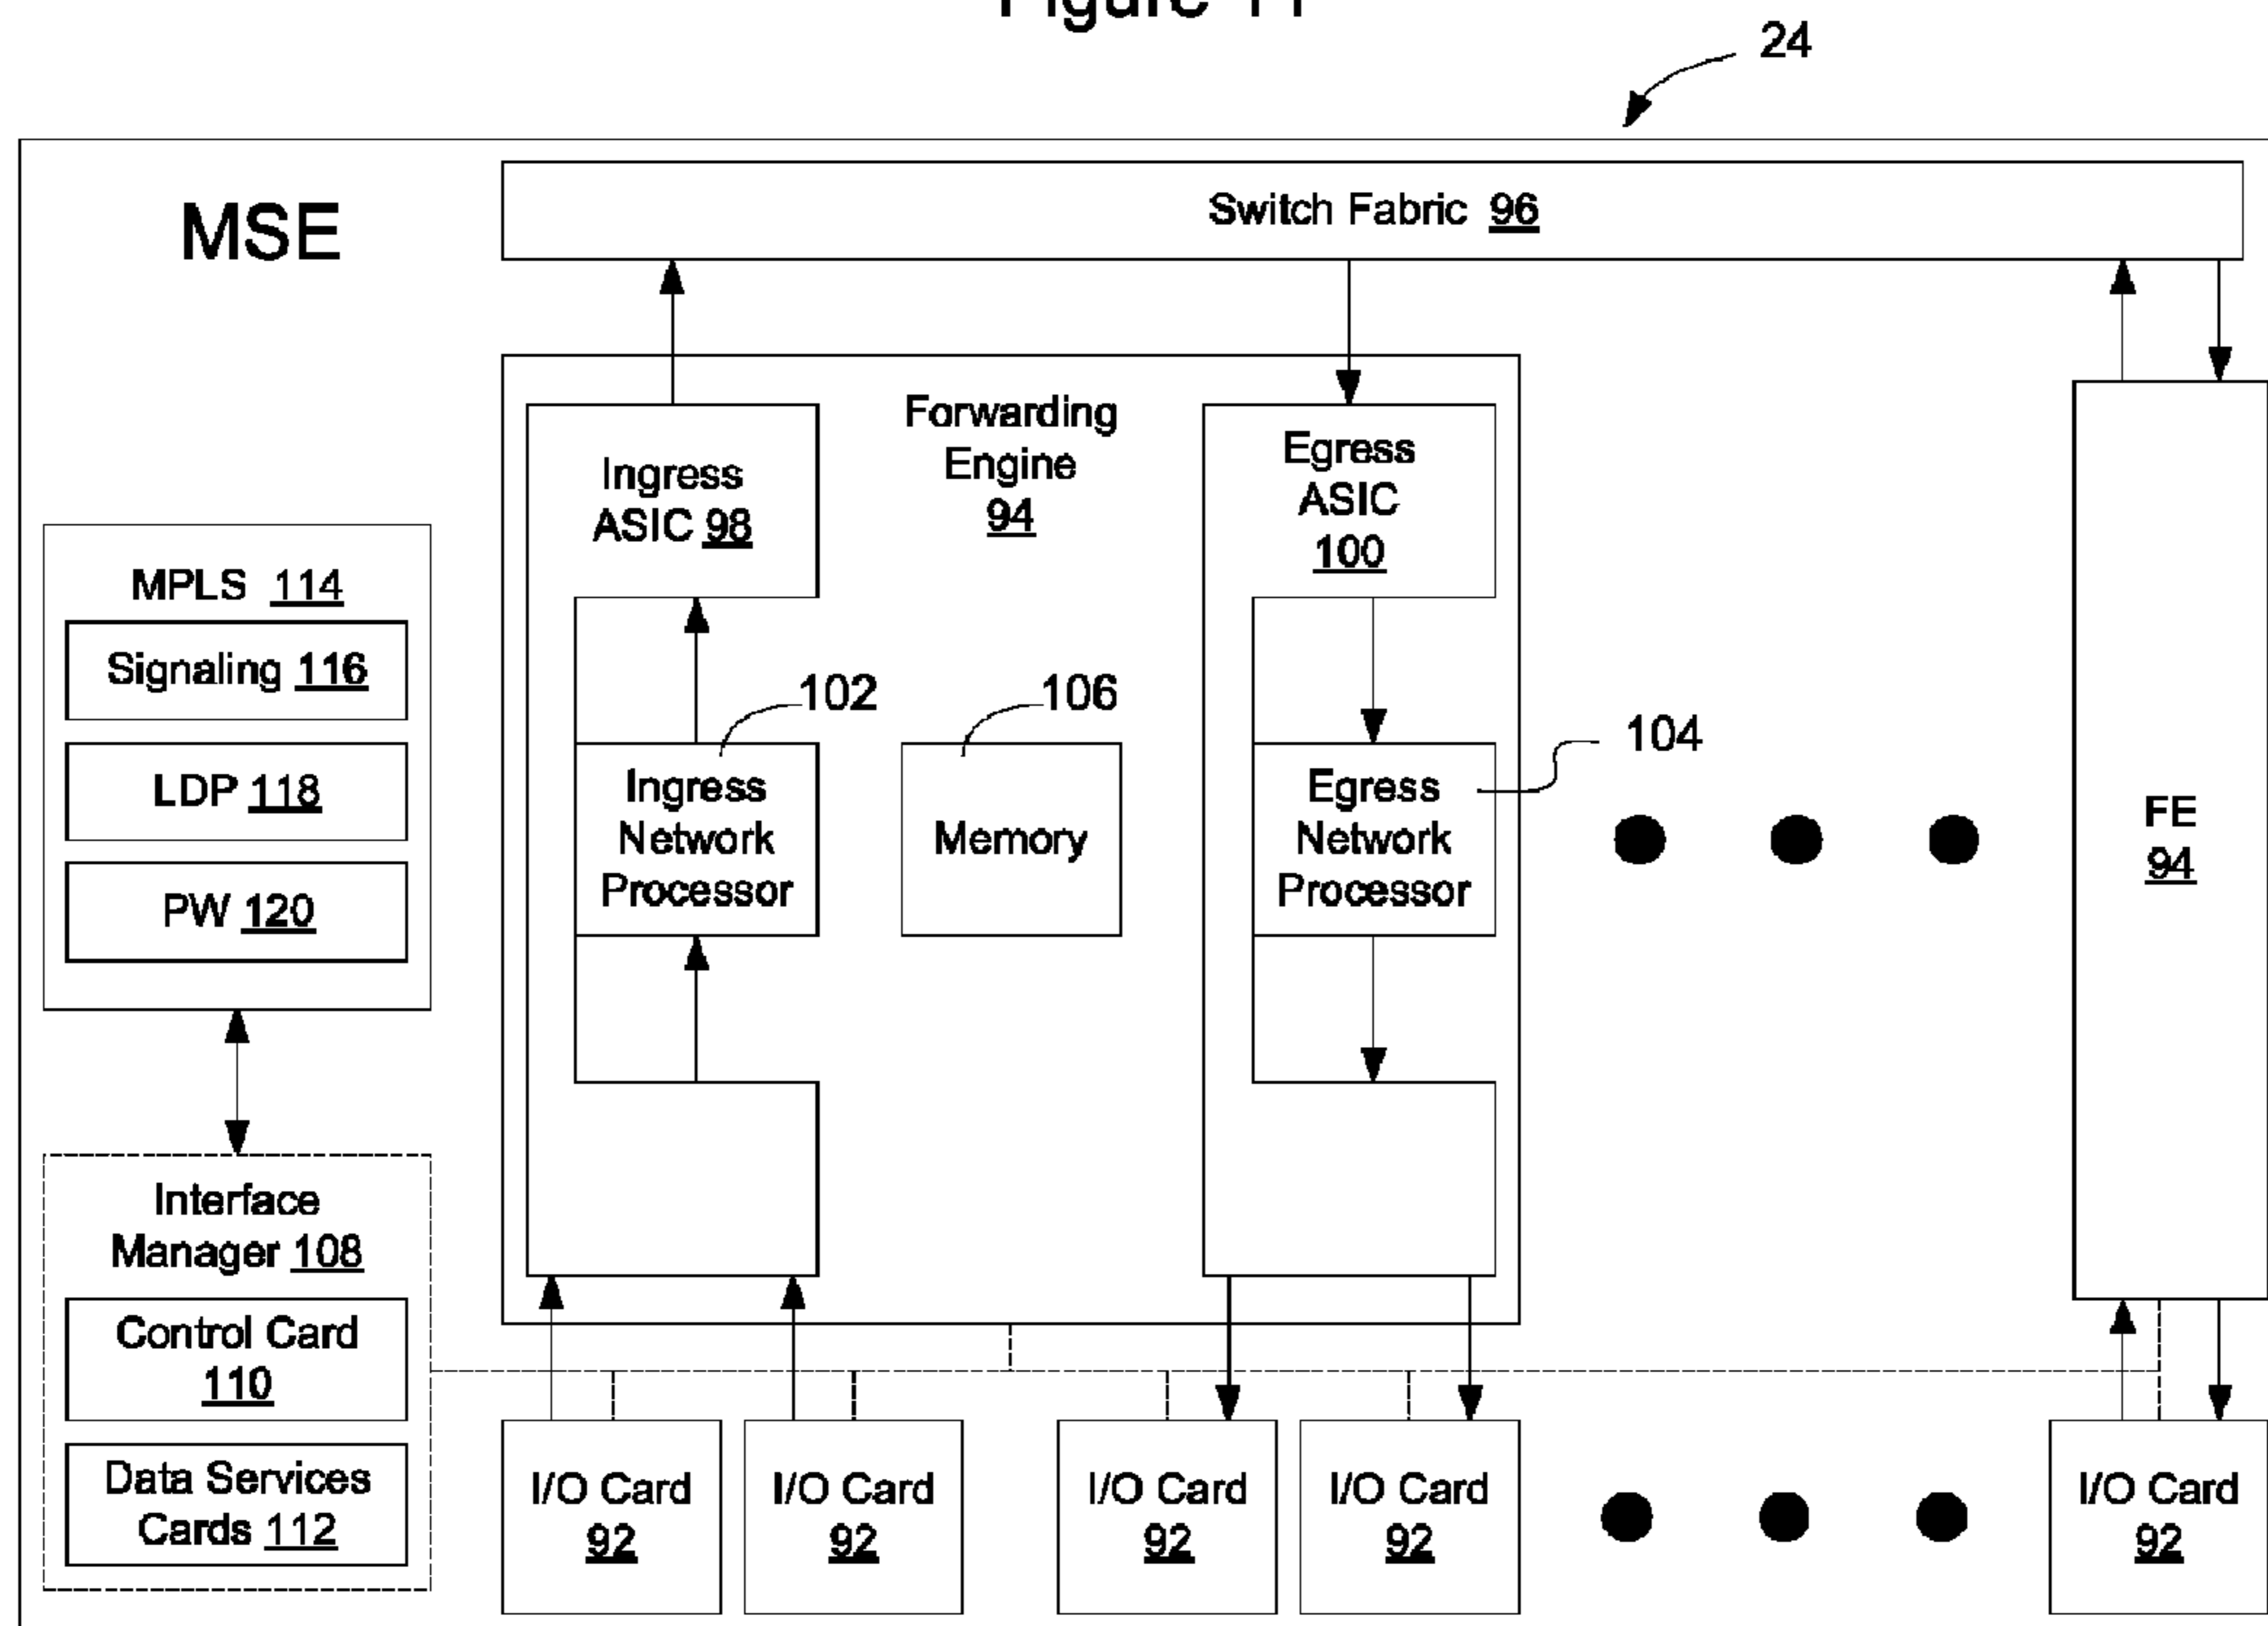 Figure 11
24
MSE
Switch Fabric 96
Forwarding
Engine
94
Ingress
ASIC 98
Egress
ASIC
100
MPLS 114
Signaling 116
LDP 118
PW 120
102
Ingress
Network
Processor
106
Memory
104
Egress
Network
Processor
FE
94
Interface
Manager 108
Control Card
110
Data Services
Cards 112
I/O Card
92
I/O Card
92
I/O Card
92
I/O Card
92
I/O Card
92